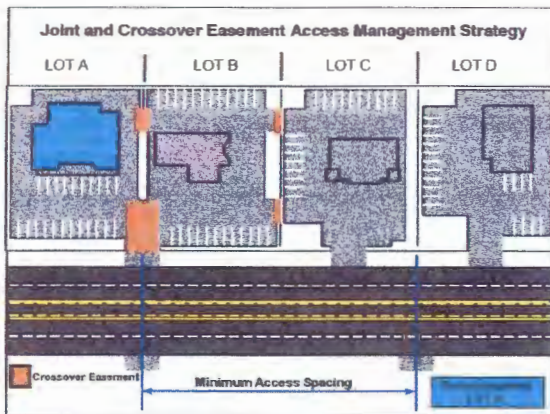 Joint and Crossover Easement Access Management Strategy
LOT A LOT B LOT C LOT D
Crossover Easement
Minimum Access Spacing